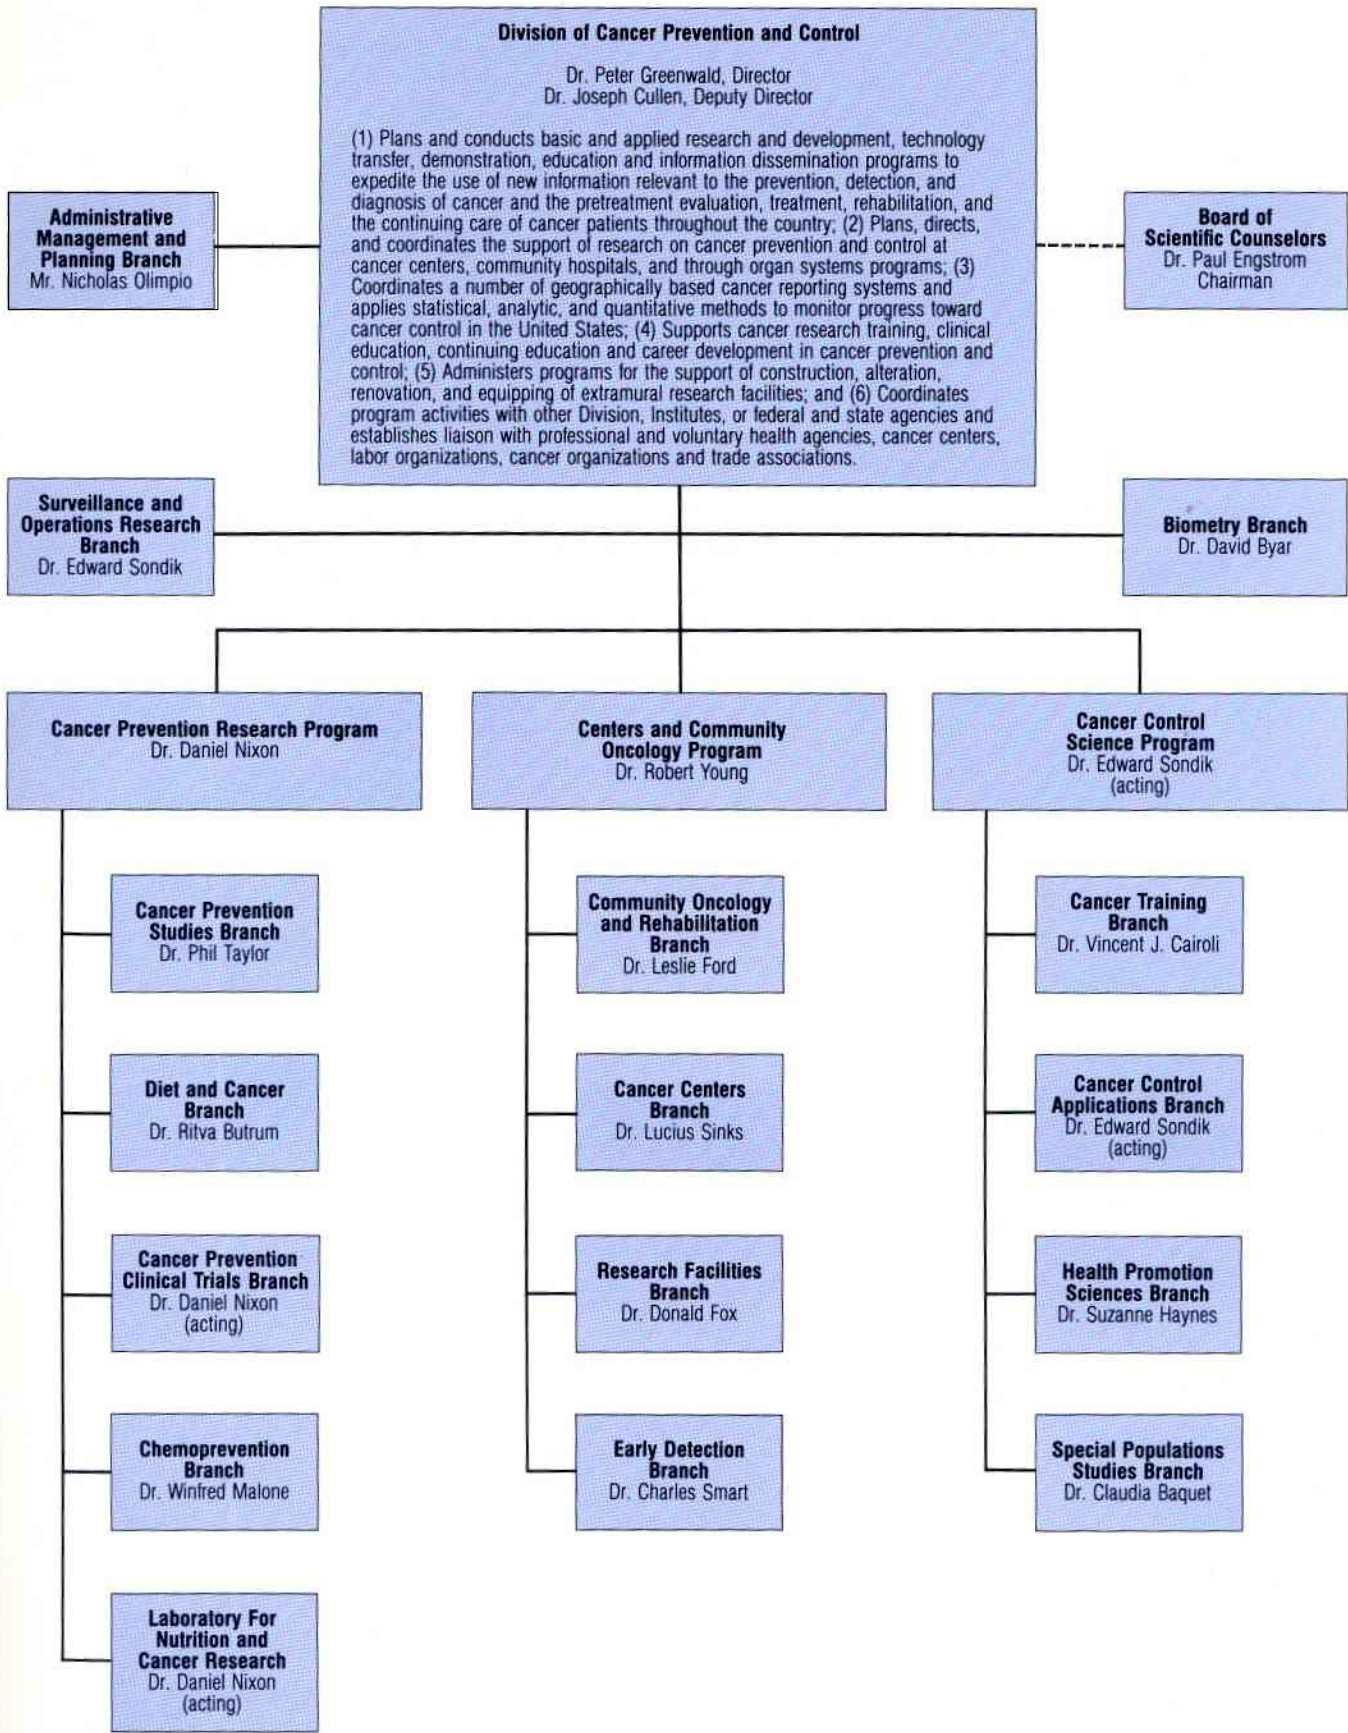 Division of Cancer Prevention and Control
Dr. Peter Greenwald, Director
Dr. Joseph Cullen, Deputy Director
(1) Plans and conducts basic and applied research and development, technology
transfer, demonstration, education and information dissemination programs to
expedite the use of new information relevant to the prevention, detection, and
diagnosis of cancer and the pretreatment evaluation, treatment, rehabilitation, and
the continuing care of cancer patients throughout the country; (2) Plans, directs,
and coordinates the support of research on cancer prevention and control at
cancer centers, community hospitals, and through organ systems programs; (3)
Coordinates a number of geographically based cancer reporting systems and
applies statistical, analytic, and quantitative methods to monitor progress toward
cancer control in the United States; (4) Supports cancer research training, clinical
education, continuing education and career development in cancer prevention and
control; (5) Administers programs for the support of construction, alteration,
renovation, and equipping of extramural research facilities; and (6) Coordinates
program activities with other Division, Institutes, or federal and state agencies and
establishes liaison with professional and voluntary health agencies, cancer centers,
labor organizations, cancer organizations and trade associations.
Administrative
Management and
Planning Branch
Mr. Nicholas Olimpio
Board of
Scientific Counselors
Dr. Paul Engstrom
Chairman
Surveillance and
Operations Research
Branch
Dr. Edward Sondik
Biometry Branch
Dr. David Byar
Cancer Prevention Research Program
Dr. Daniel Nixon
Cancer Prevention
Studies Branch
Dr. Phil Taylor
Diet and Cancer
Branch
Dr. Ritva Butrum
Cancer Prevention
Clinical Trials Branch
Dr. Daniel Nixon
(acting)
Chemoprevention
Branch
Dr. Winfred Malone
Laboratory For
Nutrition and
Cancer Research
Dr. Daniel Nixon
(acting)
Centers and Community
Oncology Program
Dr. Robert Young
Community Oncology
and Rehabilitation
Branch
Dr. Leslie Ford
Cancer Centers
Branch
Dr. Lucius Sinks
Research Facilities
Branch
Dr. Donald Fox
Early Detection
Branch
Dr. Charles Smart
Cancer Control
Science Program
Dr. Edward Sondik
(acting)
Cancer Training
Branch
Dr. Vincent J. Cairoli
Cancer Control
Applications Branch
Dr. Edward Sondik
(acting)
Health Promotion
Sciences Branch
Dr. Suzanne Haynes
Special Populations
Studies Branch
Dr. Claudia Baquet